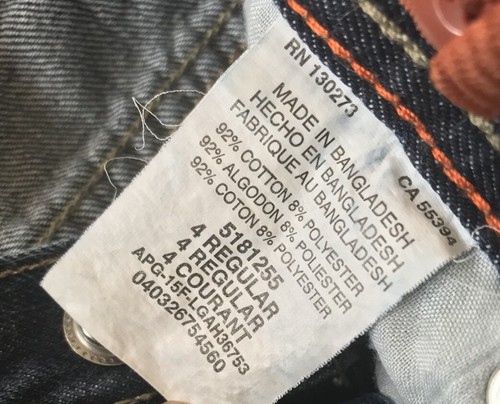 RN 130273
CA 55394
MADE IN BANGLADESH
HECHO EN BANGLADESH
FABRIQUE AU BANGLADESH
92% COTTON 8% POLYESTER
92% ALGODON 8% POLIESTER
92% COTON 8% POLYESTER
5181255
4 REGULAR
4 REGULAR
4 COURANT
APG-15F-LGAH36753
040326754560